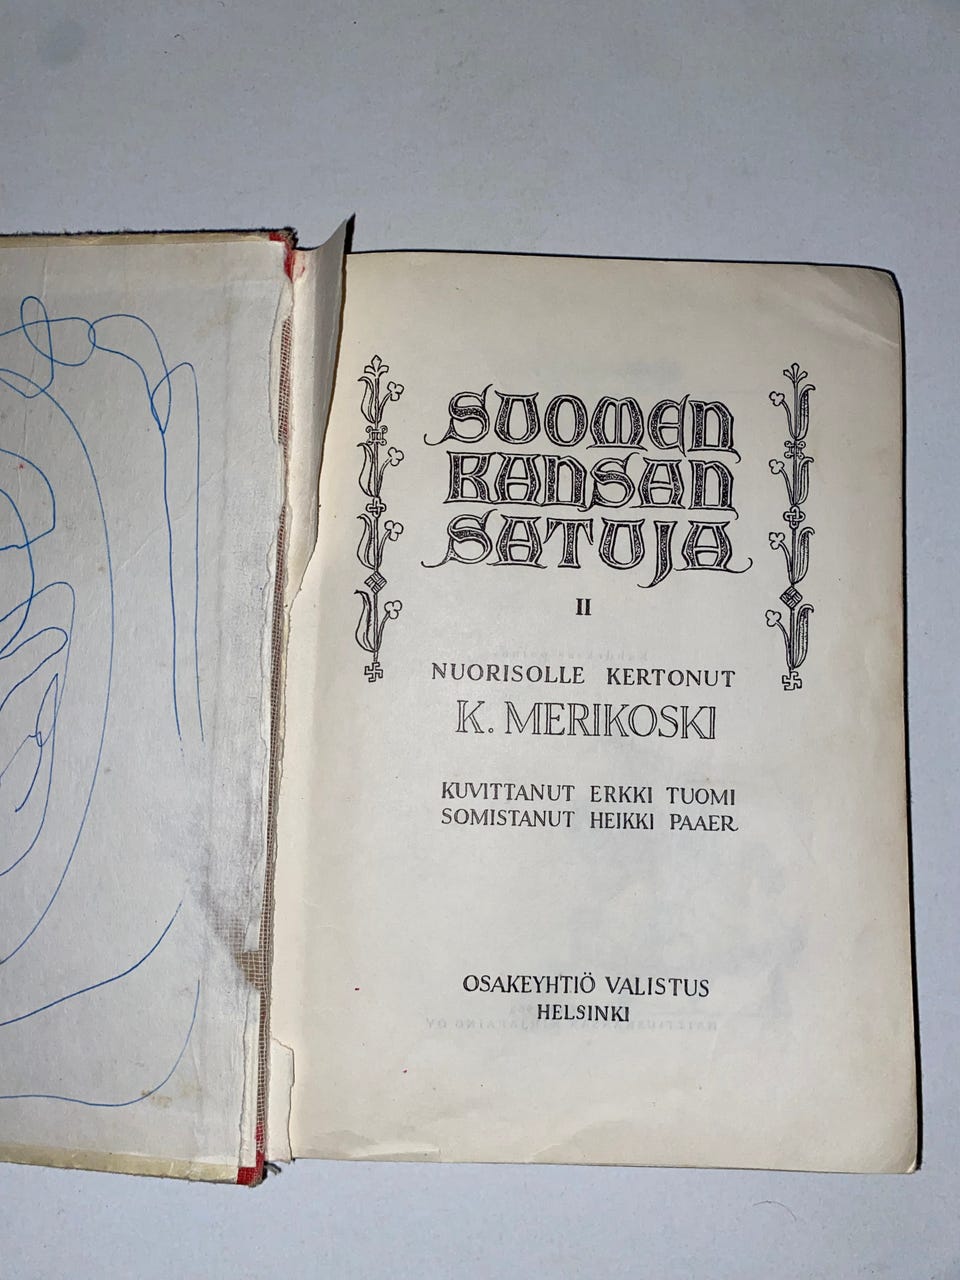 SUOMEN
KANSAN
SATUJA
II
NUORISOLLE KERTONUT
K. MERIKOSKI
KUVITTANUT ERKKI TUOMI
SOMISTANUT HEIKKI PAAER
OSAKEYHTIÖ VALISTUS
HELSINKI